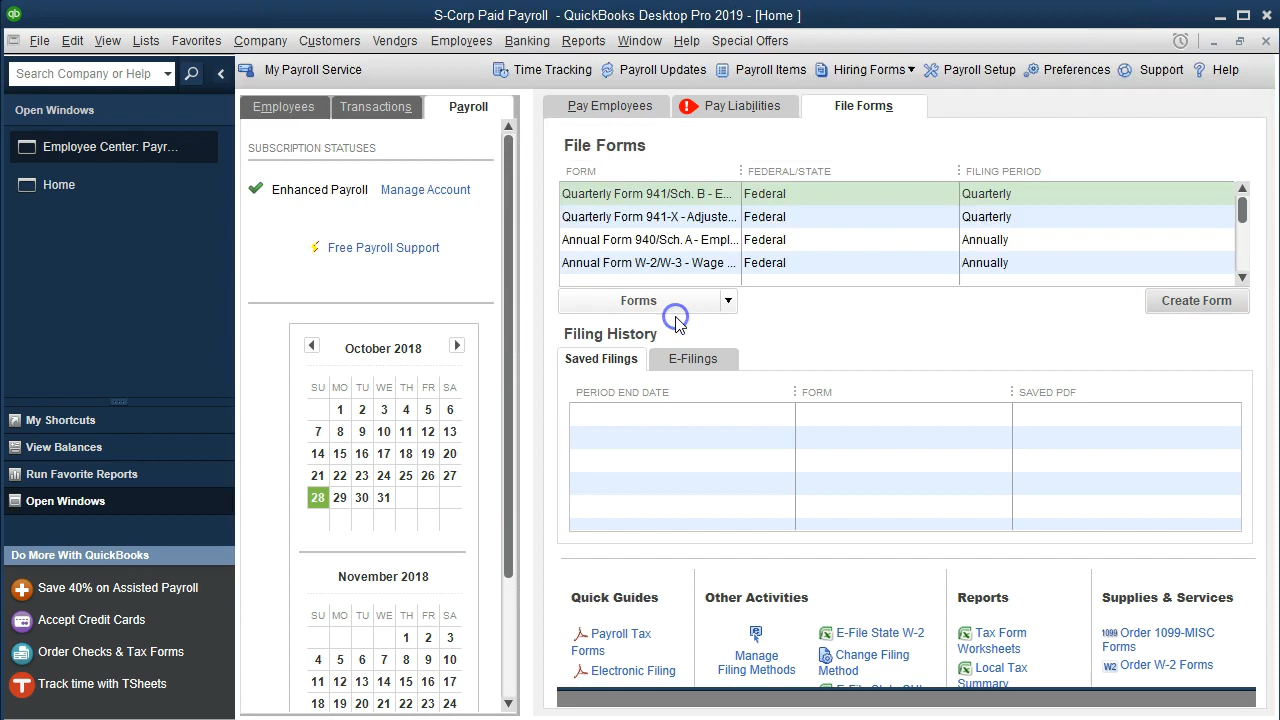 S-Corp Paid Payroll - QuickBooks Desktop Pro 2019 - [Home ]
File Edit View Lists Favorites Company Customers Vendors Employees Banking Reports Window Help Special Offers
Search Company or Help
My Payroll Service Time Tracking Payroll Updates Payroll Items Hiring Forms Payroll Setup Preferences Support Help
Open Windows
Employee Center: Payr...
Home
My Shortcuts
View Balances
Run Favorite Reports
Open Windows
Do More With QuickBooks
Save 40% on Assisted Payroll
Accept Credit Cards
Order Checks & Tax Forms
Track time with TSheets
Employees Transactions Payroll
SUBSCRIPTION STATUSES
Enhanced Payroll Manage Account
Free Payroll Support
October 2018
SU MO TU WE TH FR SA
1 2 3 4 5 6
7 8 9 10 11 12 13
14 15 16 17 18 19 20
21 22 23 24 25 26 27
28 29 30 31
November 2018
SU MO TU WE TH FR SA
1 2 3
4 5 6 7 8 9 10
11 12 13 14 15 16 17
18 19 20 21 22 23 24
Pay Employees Pay Liabilities File Forms
File Forms
FORM FEDERAL/STATE FILING PERIOD
Quarterly Form 941/Sch. B - E... Federal Quarterly
Quarterly Form 941-X - Adjuste... Federal Quarterly
Annual Form 940/Sch. A - Empl... Federal Annually
Annual Form W-2/W-3 - Wage ... Federal Annually
Forms Create Form
Filing History
Saved Filings E-Filings
PERIOD END DATE FORM SAVED PDF
Quick Guides
Payroll Tax
Forms
Electronic Filing
Other Activities
Manage
Filing Methods
E-File State W-2
Change Filing
Method
E-File State SUI
Reports
Tax Form
Worksheets
Local Tax
Summary
Supplies & Services
1099 Order 1099-MISC
Forms
W2 Order W-2 Forms